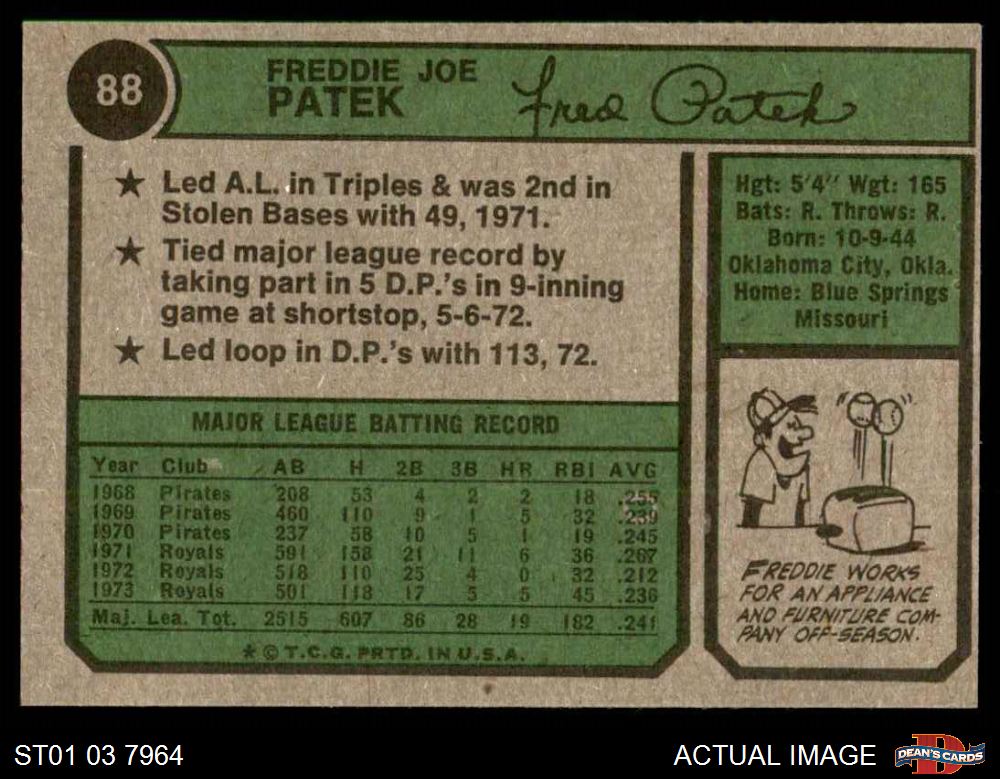 88
FREDDIE JOE
PATEK
Fred Patek
★ Led A.L. in Triples & was 2nd in
Stolen Bases with 49, 1971.
★ Tied major league record by
taking part in 5 D.P.'s in 9-inning
game at shortstop, 5-6-72.
★ Led loop in D.P.'s with 113, 72.
Hgt: 5'4" Wgt: 165
Bats: R. Throws: R.
Born: 10-9-44
Oklahoma City, Okla.
Home: Blue Springs
Missouri
MAJOR LEAGUE BATTING RECORD
Year Club AB H 2B 3B HR RBI AVG
1968 Pirates 208 53 4 2 2 18 .255
1969 Pirates 460 110 9 1 5 32 .239
1970 Pirates 237 58 10 5 1 19 .245
1971 Royals 591 158 21 11 6 36 .267
1972 Royals 518 110 25 4 0 32 .212
1973 Royals 501 118 17 5 5 45 .236
Maj. Lea. Tot. 2515 607 86 28 19 182 .241
* © T.C.G. PRTD. IN U.S.A.
FREDDIE WORKS
FOR AN APPLIANCE
AND FURNITURE COM-
PANY OFF-SEASON.
ST01 03 7964
ACTUAL IMAGE
DEAN'S CARDS